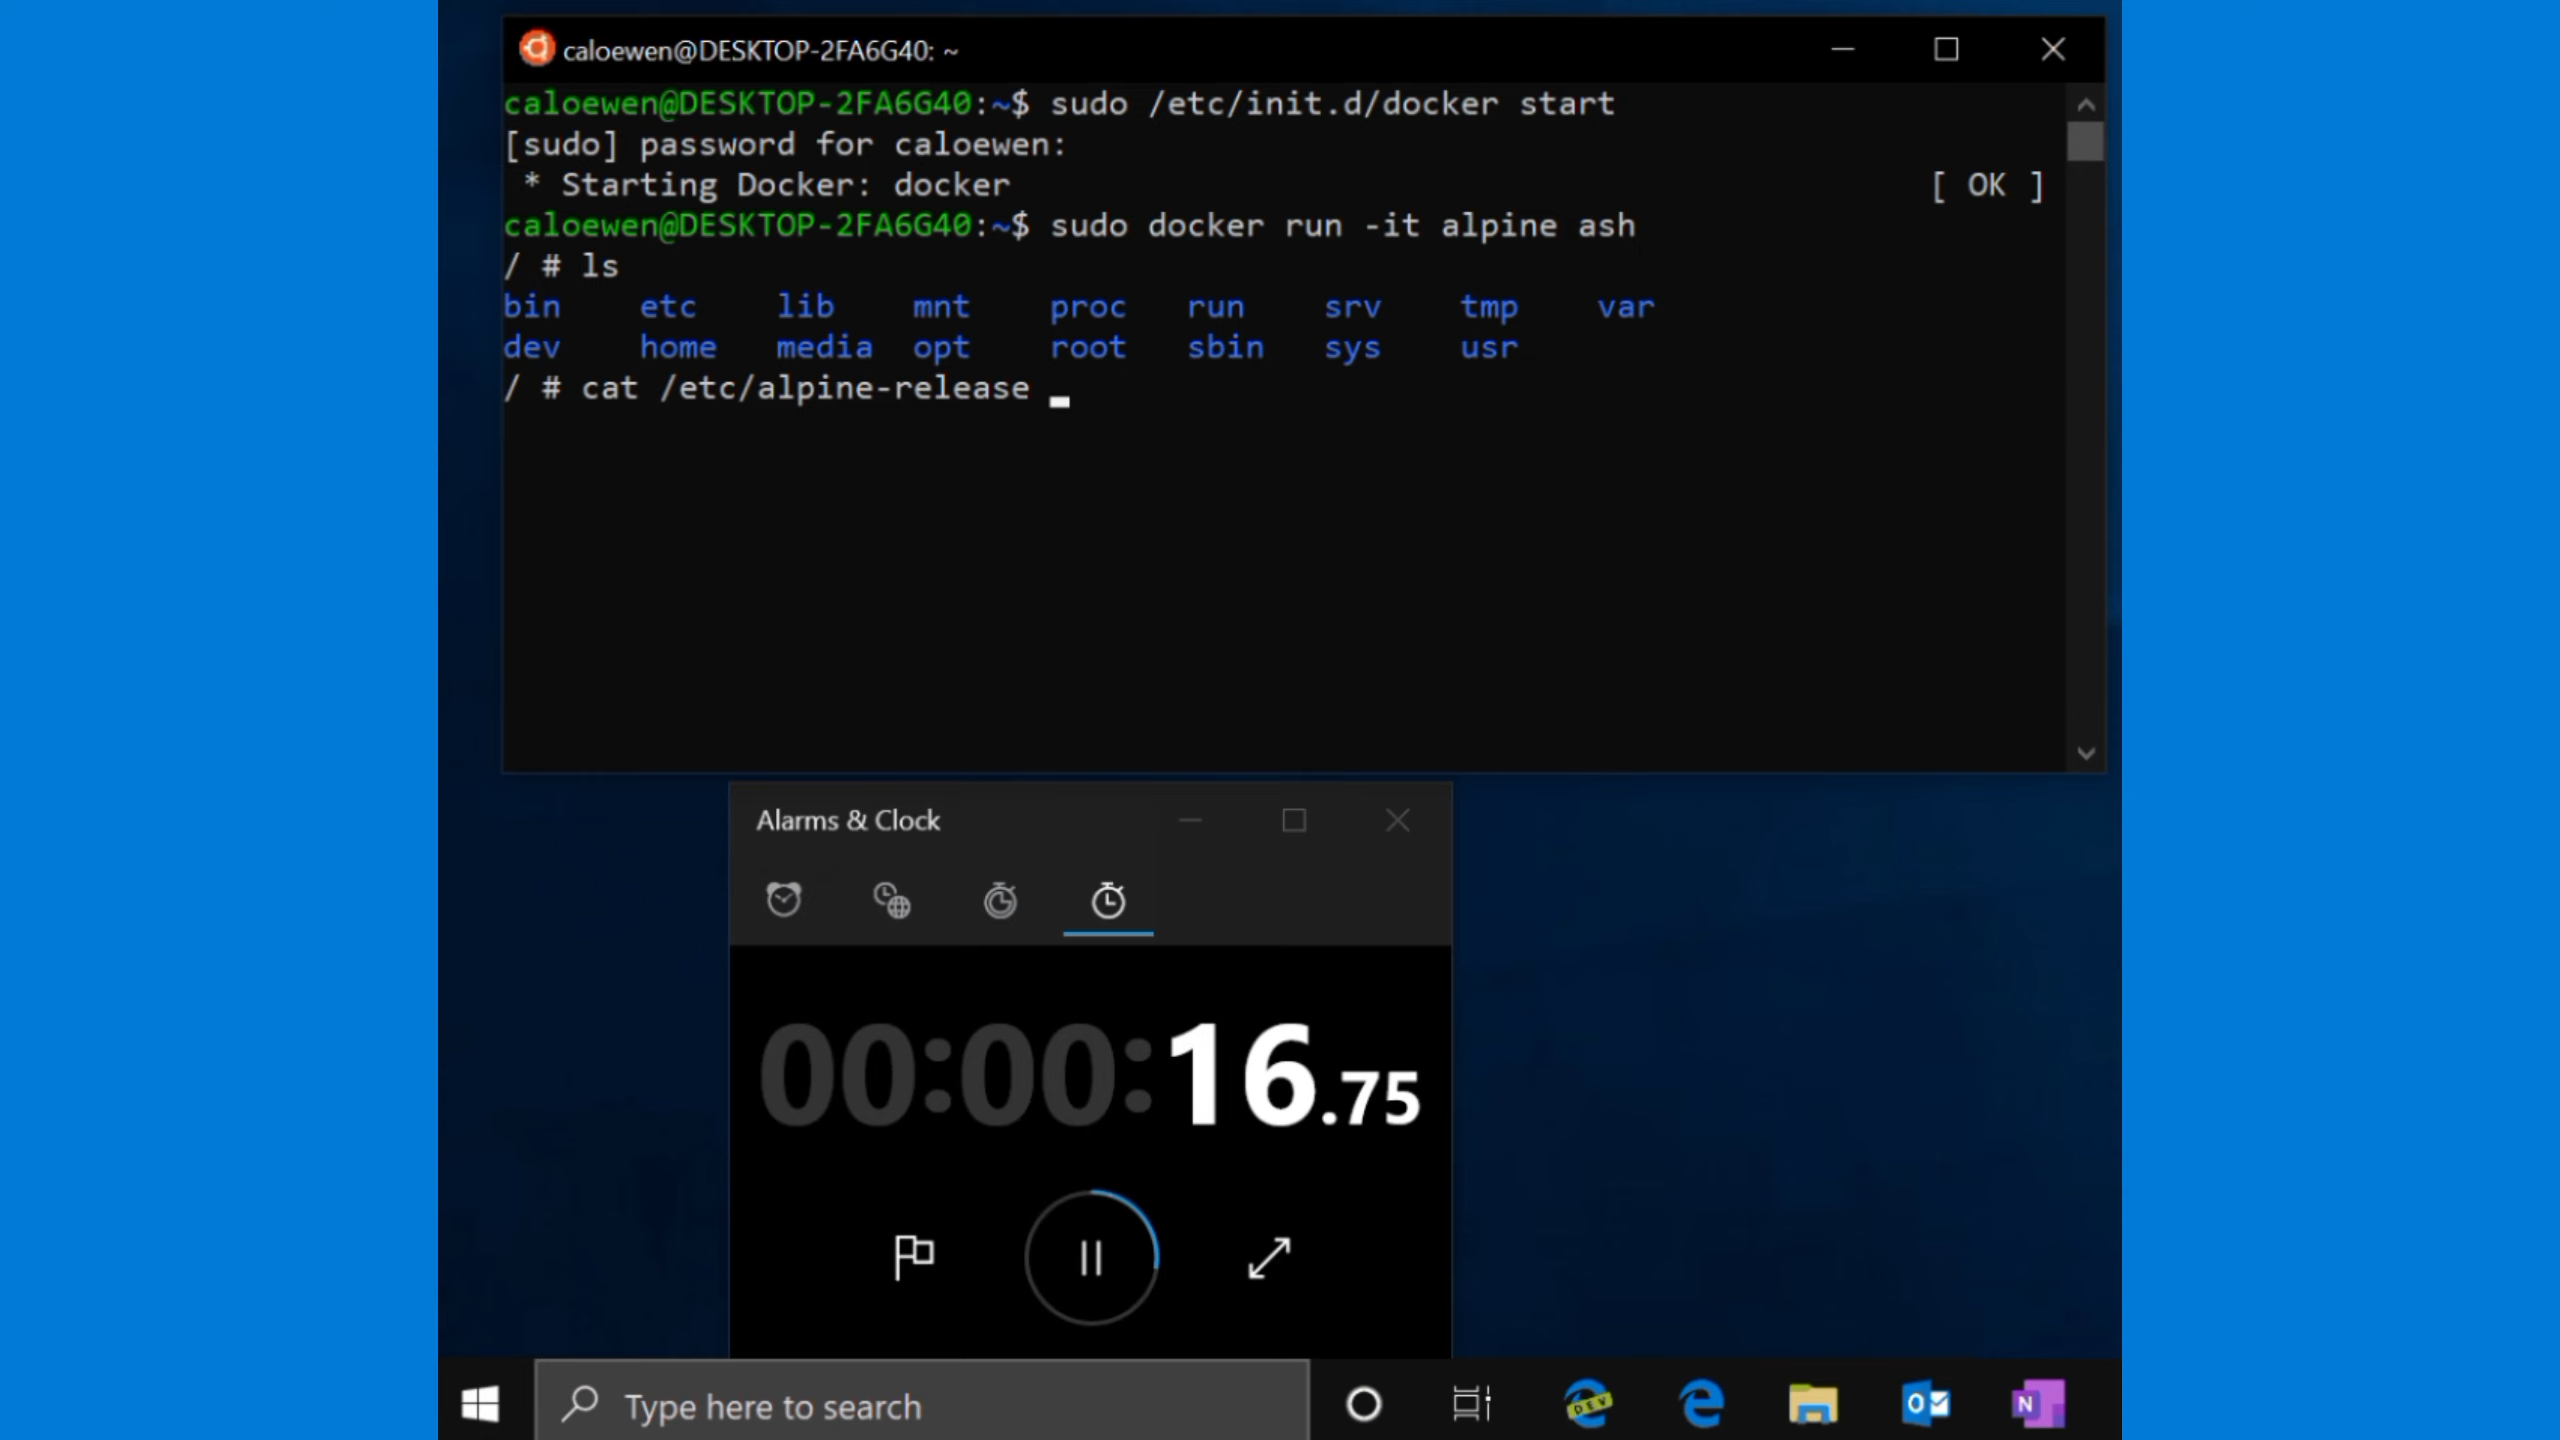 caloewen@DESKTOP-2FA6G40: ~
caloewen@DESKTOP-2FA6G40:~$ sudo /etc/init.d/docker start
[sudo] password for caloewen:
 * Starting Docker: docker [ OK ]
caloewen@DESKTOP-2FA6G40:~$ sudo docker run -it alpine ash
/ # ls
bin etc lib mnt proc run srv tmp var
dev home media opt root sbin sys usr
/ # cat /etc/alpine-release
Alarms & Clock
00:00:16.75
Type here to search
DEV
O
N